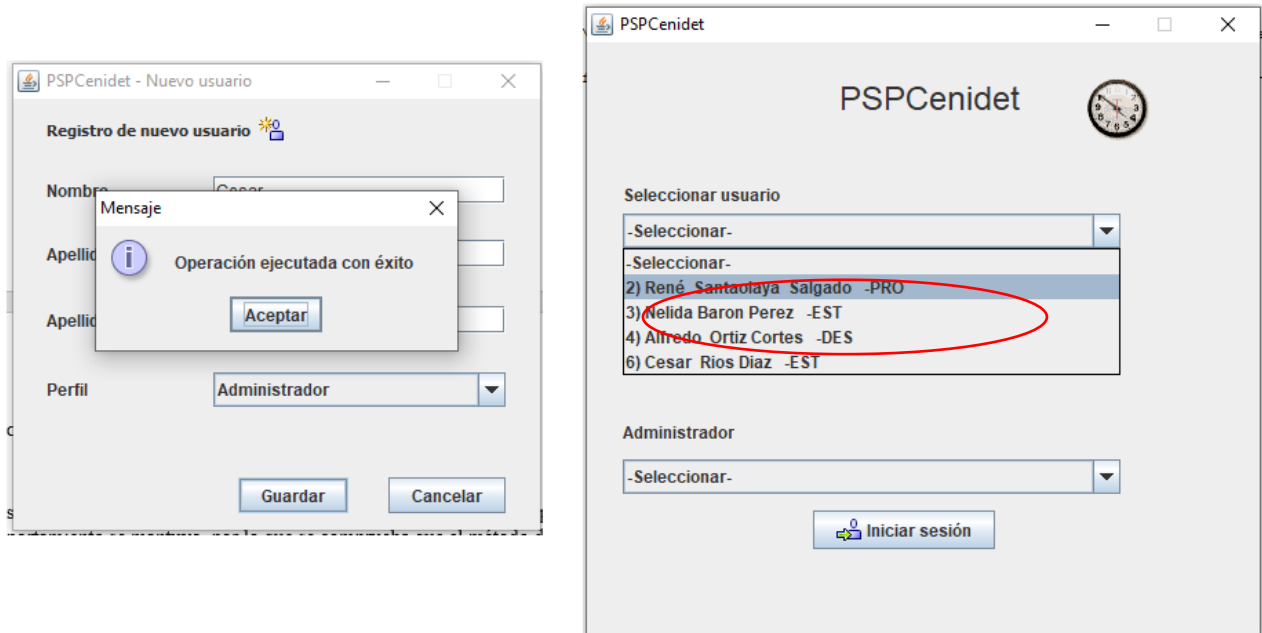 PSPCenidet - Nuevo usuario
Registro de nuevo usuario
Nombre
Cesar
Mensaje
Operación ejecutada con éxito
Aceptar
Apellid
Apellid
Perfil
Administrador
Guardar
Cancelar
PSPCenidet
PSPCenidet
Seleccionar usuario
-Seleccionar-
-Seleccionar-
2) René Santaolaya Salgado -PRO
3) Nelida Baron Perez -EST
4) Alfredo Ortiz Cortes -DES
6) Cesar Rios Diaz -EST
Administrador
-Seleccionar-
Iniciar sesión